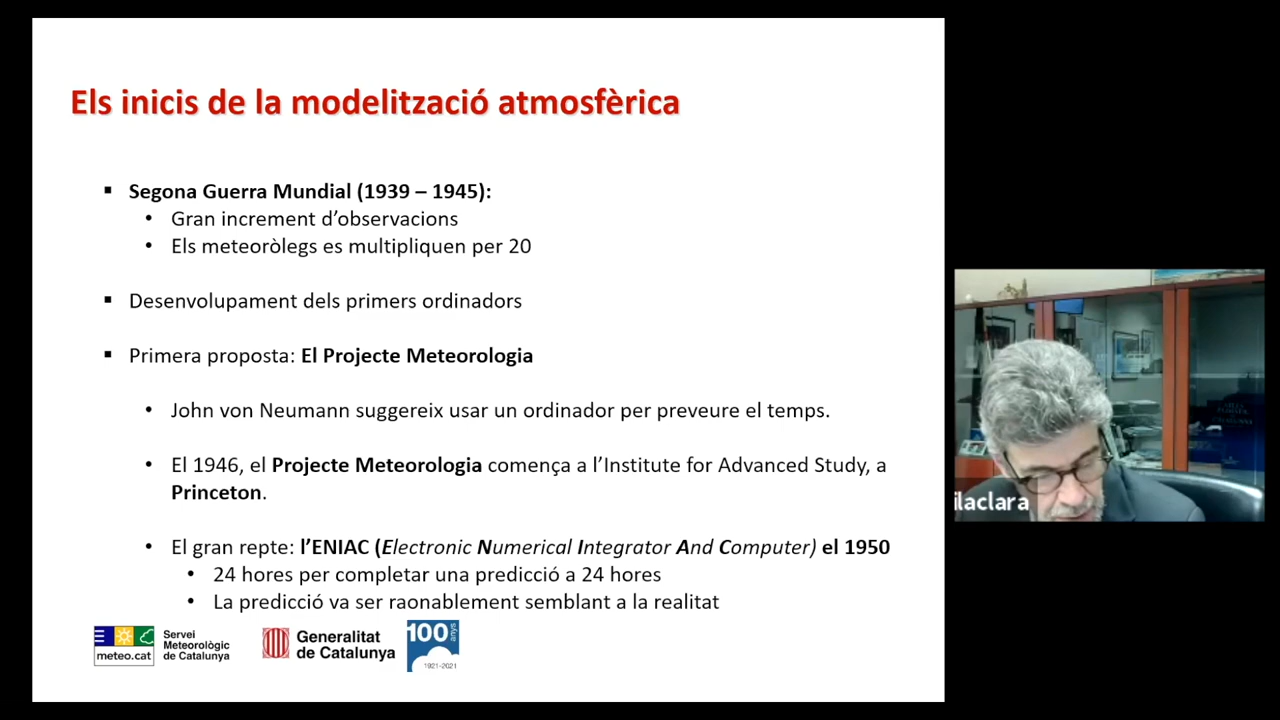 Els inicis de la modelització atmosfèrica
▪ Segona Guerra Mundial (1939 – 1945):
• Gran increment d’observacions
• Els meteoròlegs es multipliquen per 20
▪ Desenvolupament dels primers ordinadors
▪ Primera proposta: El Projecte Meteorologia
• John von Neumann suggereix usar un ordinador per preveure el temps.
• El 1946, el Projecte Meteorologia comença a l’Institute for Advanced Study, a
Princeton.
• El gran repte: l’ENIAC (Electronic Numerical Integrator And Computer) el 1950
• 24 hores per completar una predicció a 24 hores
• La predicció va ser raonablement semblant a la realitat
meteo.cat
Servei
Meteorològic
de Catalunya
Generalitat
de Catalunya
100 anys
1921-2021
ilaclara